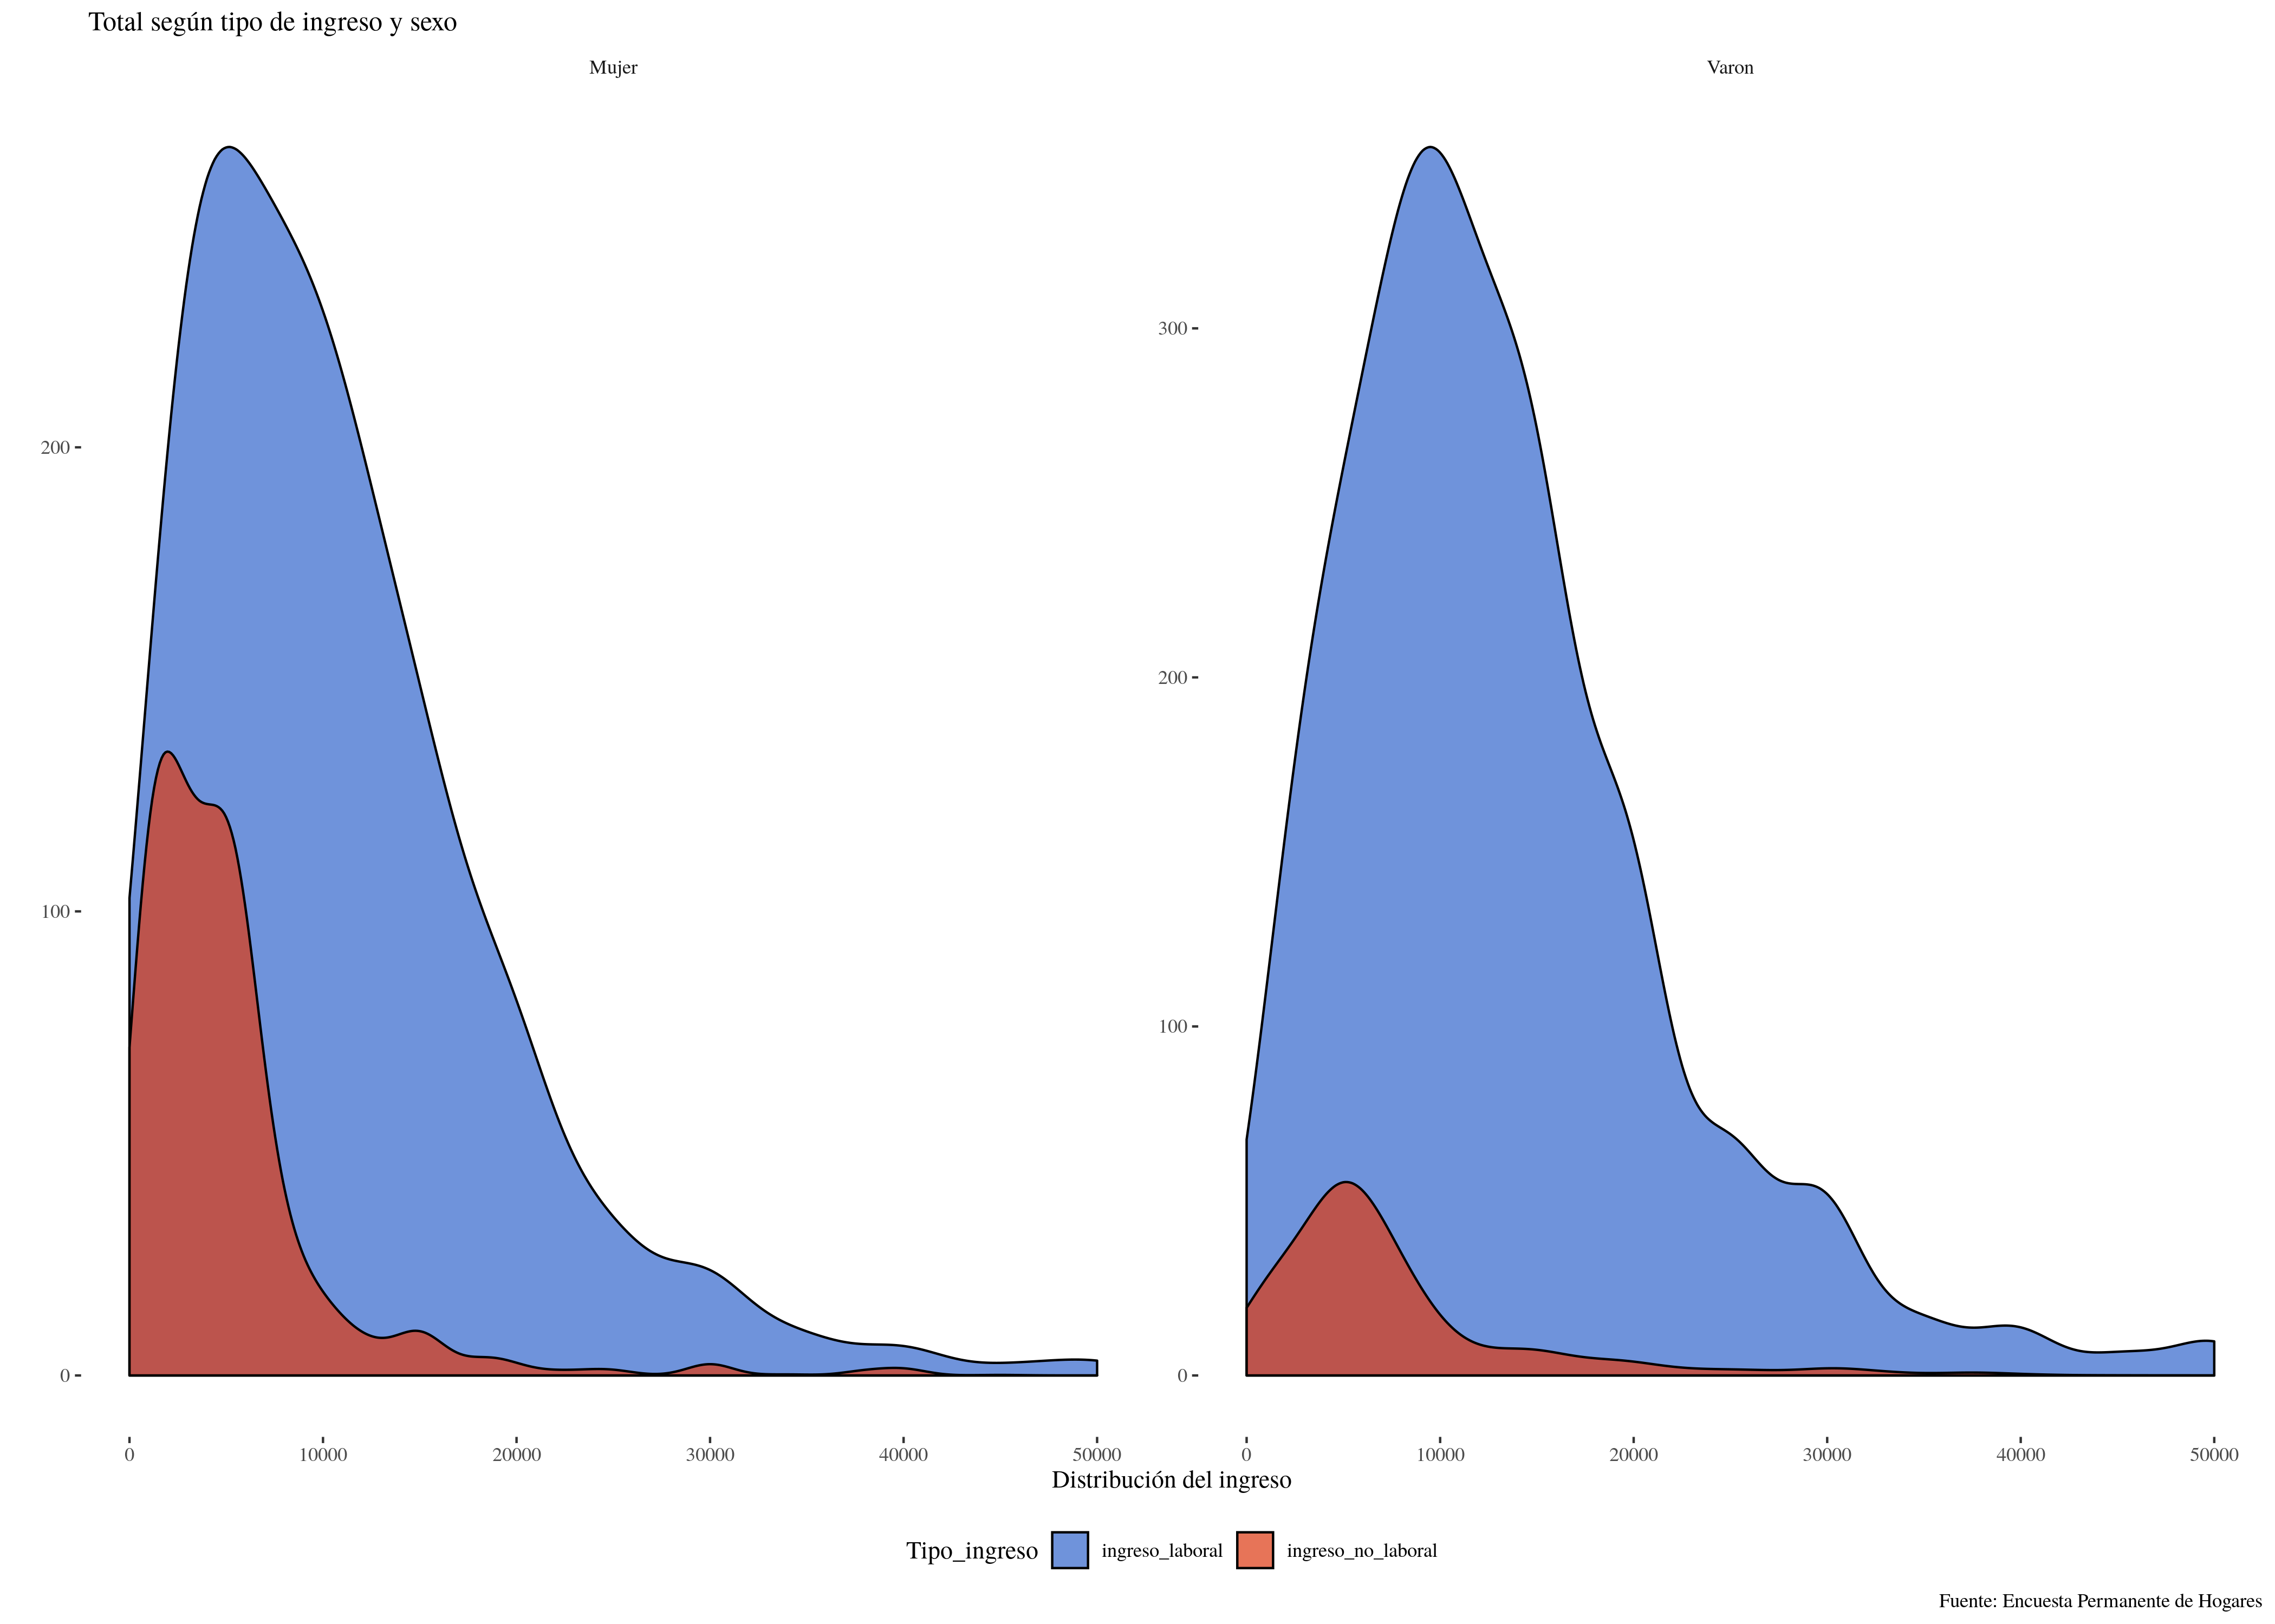 Total según tipo de ingreso y sexo
Mujer
Varon
200
100
0
300
200
100
0
0 10000 20000 30000 40000 50000
0 10000 20000 30000 40000 50000
Distribución del ingreso
Tipo_ingreso ingreso_laboral ingreso_no_laboral
Fuente: Encuesta Permanente de Hogares